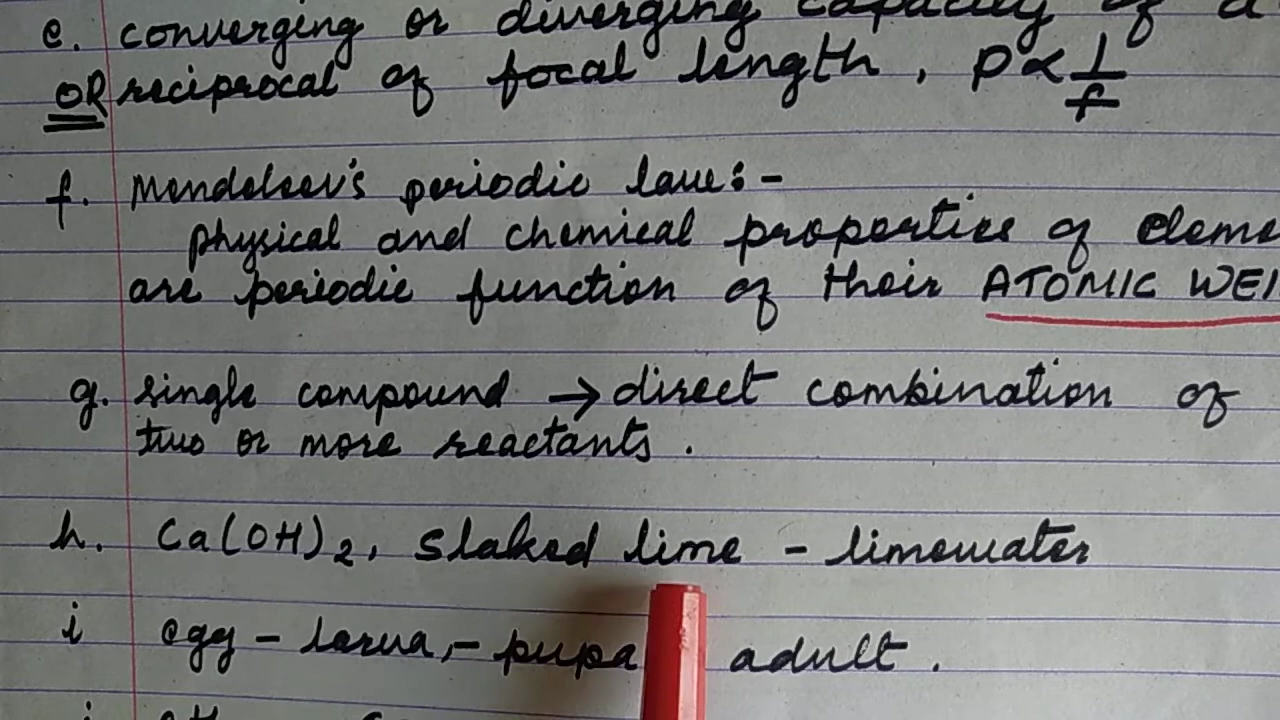 e. converging or diverging capacity of a
OR reciprocal of focal length, P ∝ 1/f
f. Mendeleev's periodic law:-
physical and chemical properties of eleme
are periodic function of their ATOMIC WEI
g. single compound → direct combination of
two or more reactants.
h. Ca(OH)2, slaked lime - limewater
i egg - larva,- pupa adult.